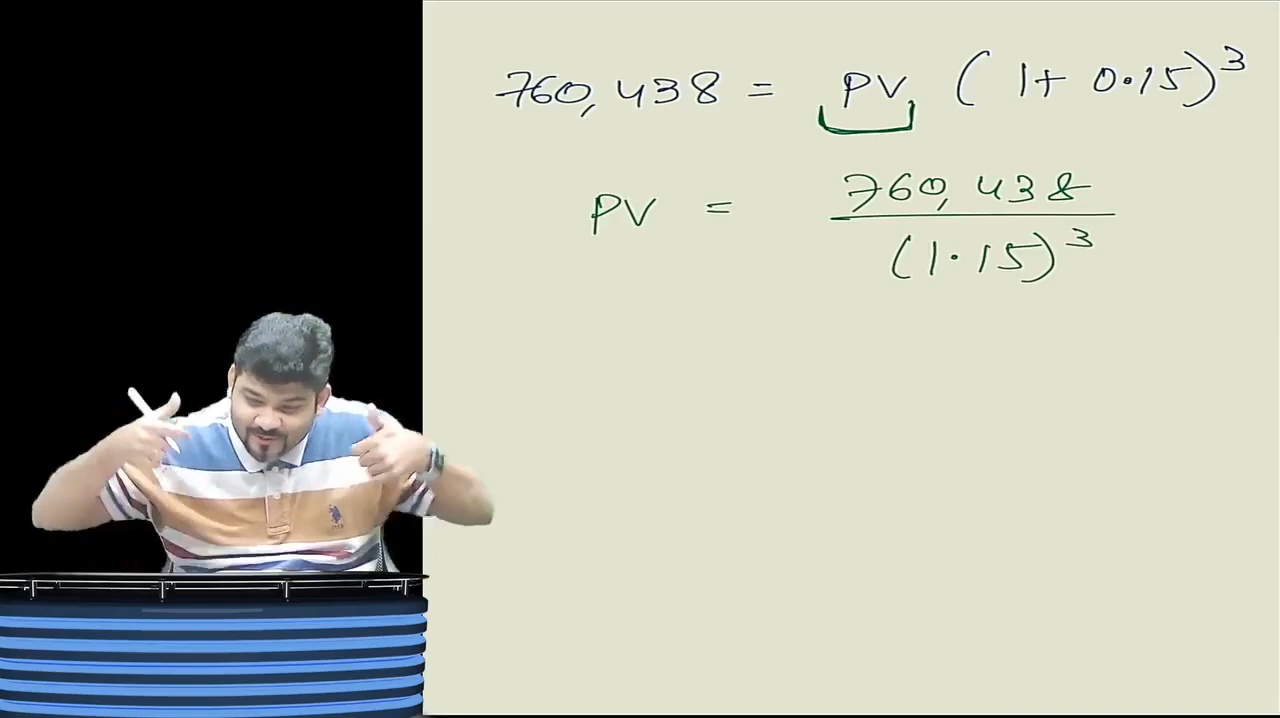 760,438 = PV (1+ 0.15)^3
PV = 760,438 / (1.15)^3